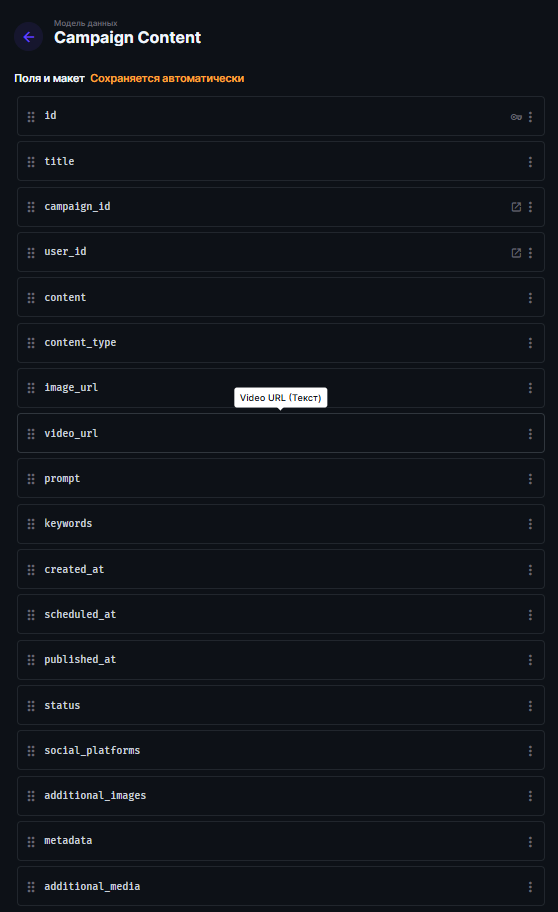 Модель данных
Campaign Content
Поля и макет Сохраняется автоматически
id
title
campaign_id
user_id
content
content_type
image_url
Video URL (Текст)
video_url
prompt
keywords
created_at
scheduled_at
published_at
status
social_platforms
additional_images
metadata
additional_media